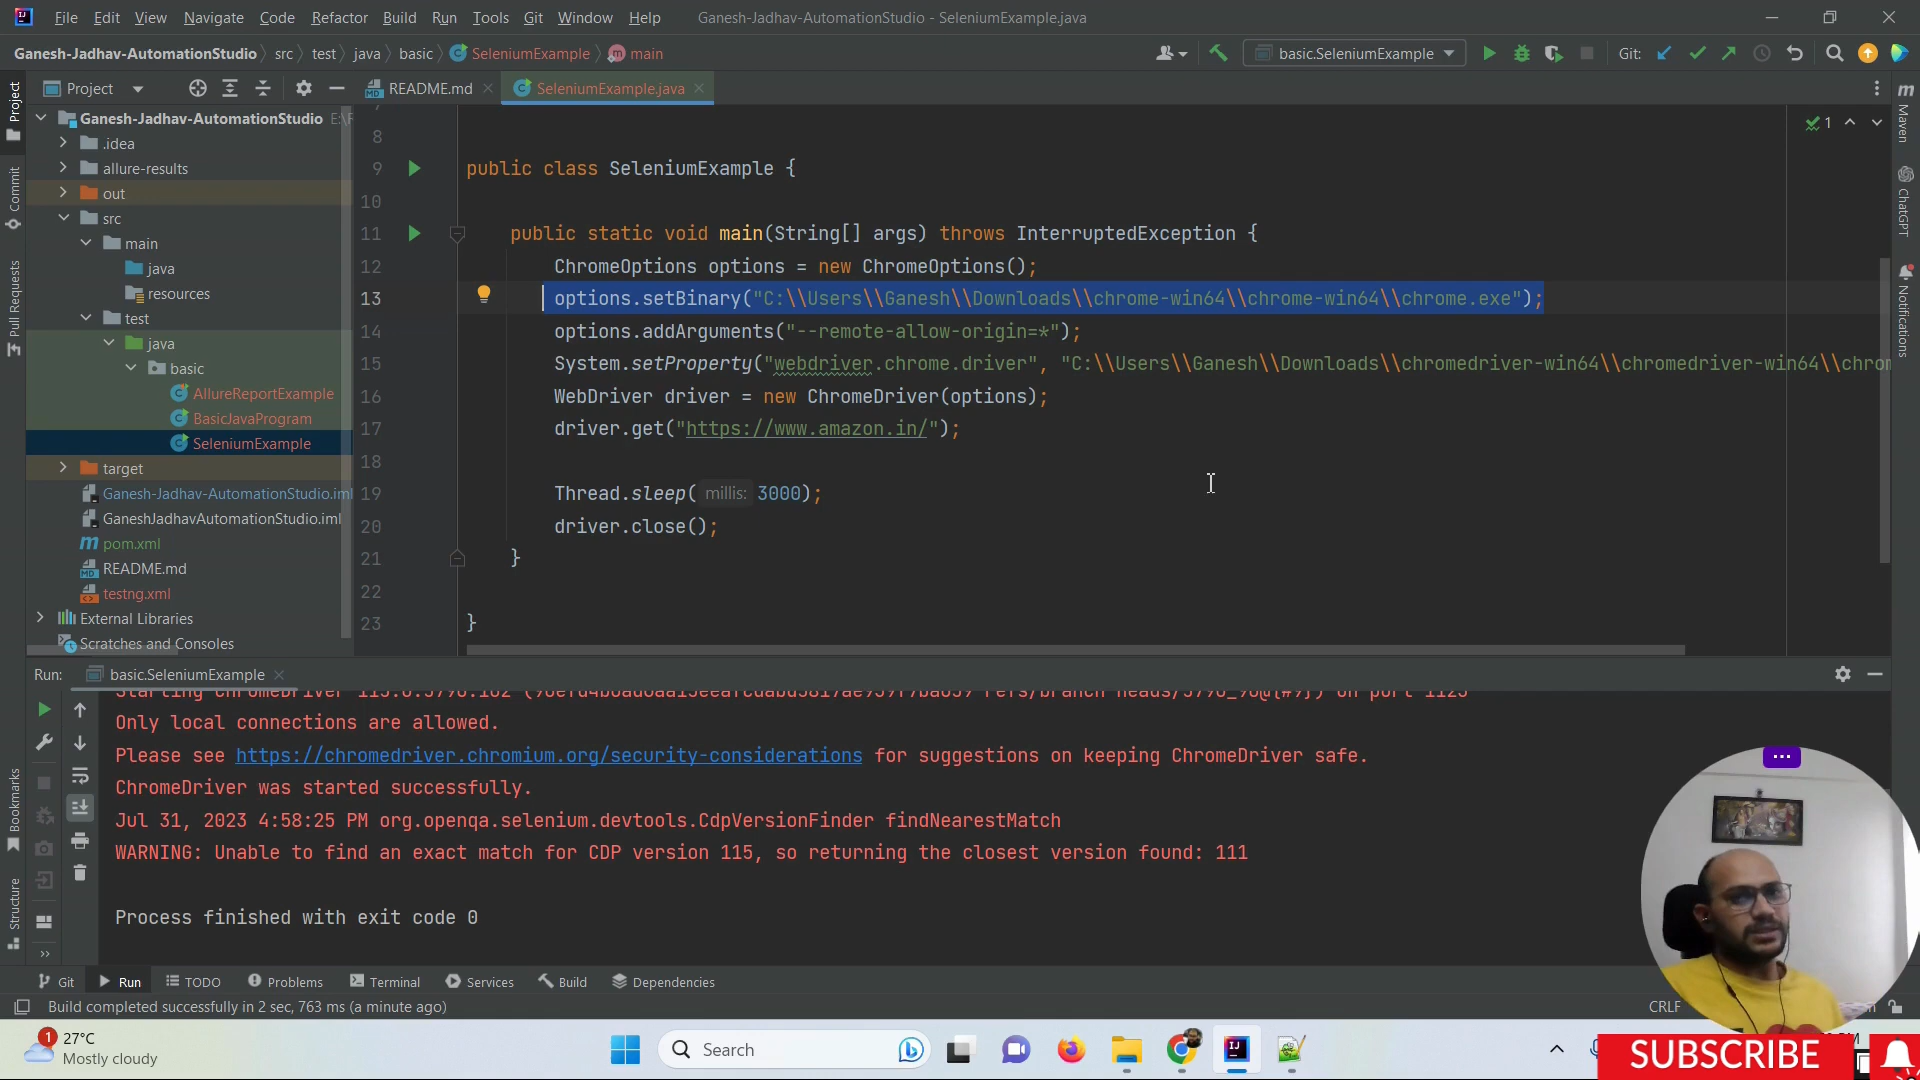 File Edit View Navigate Code Refactor Build Run Tools Git Window Help Ganesh-Jadhav-AutomationStudio - SeleniumExample.java
Ganesh-Jadhav-AutomationStudio src test java basic SeleniumExample main basic.SeleniumExample Git:
Project README.md SeleniumExample.java
Ganesh-Jadhav-AutomationStudio
.idea
allure-results
out
src
main
java
resources
test
java
basic
AllureReportExample
BasicJavaProgram
SeleniumExample
target
Ganesh-Jadhav-AutomationStudio.iml
GaneshJadhavAutomationStudio.iml
pom.xml
README.md
testng.xml
External Libraries
Scratches and Consoles
8
9 public class SeleniumExample {
10
11 public static void main(String[] args) throws InterruptedException {
12 ChromeOptions options = new ChromeOptions();
13 options.setBinary("C:\\Users\\Ganesh\\Downloads\\chrome-win64\\chrome-win64\\chrome.exe");
14 options.addArguments("--remote-allow-origin=*");
15 System.setProperty("webdriver.chrome.driver", "C:\\Users\\Ganesh\\Downloads\\chromedriver-win64\\chromedriver-win64\\chro
16 WebDriver driver = new ChromeDriver(options);
17 driver.get("https://www.amazon.in/");
18
19 Thread.sleep( millis: 3000);
20 driver.close();
21 }
22
23 }
1
Project
Commit
Pull Requests
Bookmarks
Structure
Maven
ChatGPT
Notifications
Run: basic.SeleniumExample
Only local connections are allowed.
Please see https://chromedriver.chromium.org/security-considerations for suggestions on keeping ChromeDriver safe.
ChromeDriver was started successfully.
Jul 31, 2023 4:58:25 PM org.openqa.selenium.devtools.CdpVersionFinder findNearestMatch
WARNING: Unable to find an exact match for CDP version 115, so returning the closest version found: 111
Process finished with exit code 0
Git Run TODO Problems Terminal Services Build Dependencies
Build completed successfully in 2 sec, 763 ms (a minute ago) CRLF
1
27°C
Mostly cloudy
Search
SUBSCRIBE